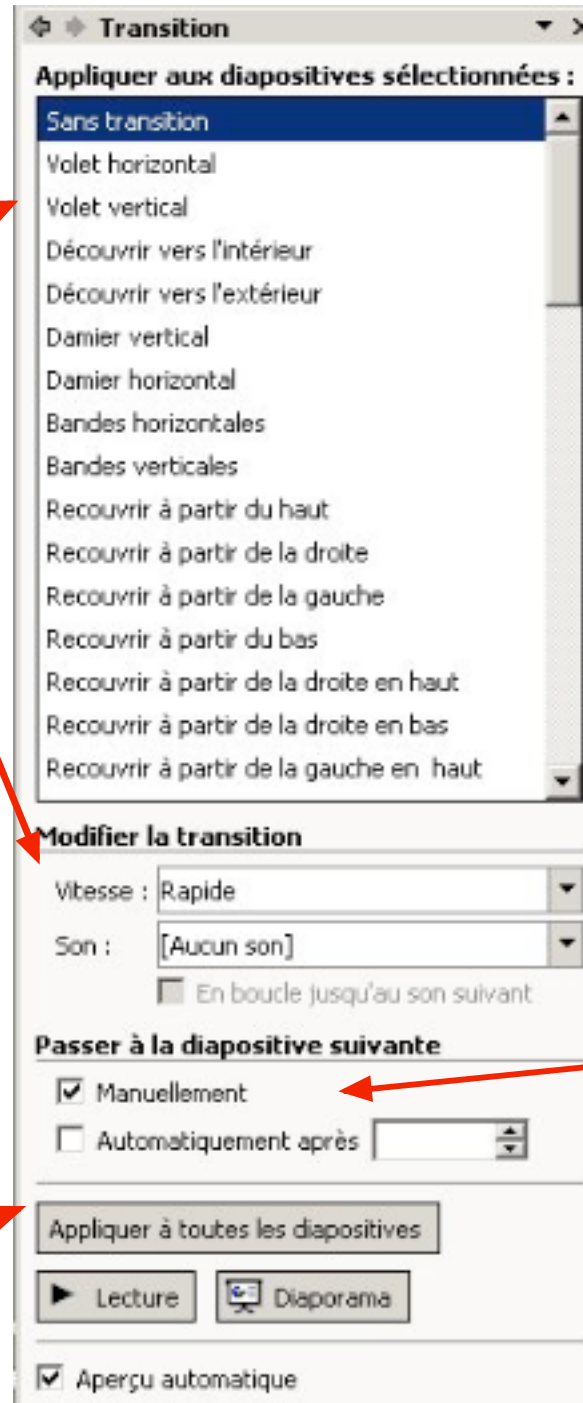 Transition
Appliquer aux diapositives sélectionnées :
Sans transition
Volet horizontal
Volet vertical
Découvrir vers l'intérieur
Découvrir vers l'extérieur
Damier vertical
Damier horizontal
Bandes horizontales
Bandes verticales
Recouvrir à partir du haut
Recouvrir à partir de la droite
Recouvrir à partir de la gauche
Recouvrir à partir du bas
Recouvrir à partir de la droite en haut
Recouvrir à partir de la droite en bas
Recouvrir à partir de la gauche en haut
Modifier la transition
Vitesse : Rapide
Son : [Aucun son]
En boucle jusqu'au son suivant
Passer à la diapositive suivante
Manuellement
Automatiquement après
Appliquer à toutes les diapositives
Lecture Diaporama
Aperçu automatique